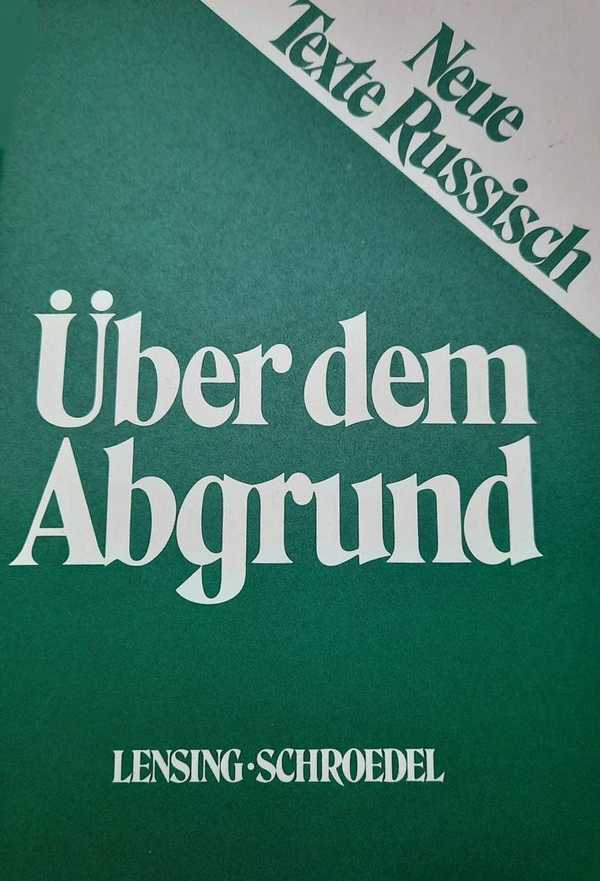 Neue
Texte Russisch
Über dem
Abgrund
LENSING·SCHROEDEL